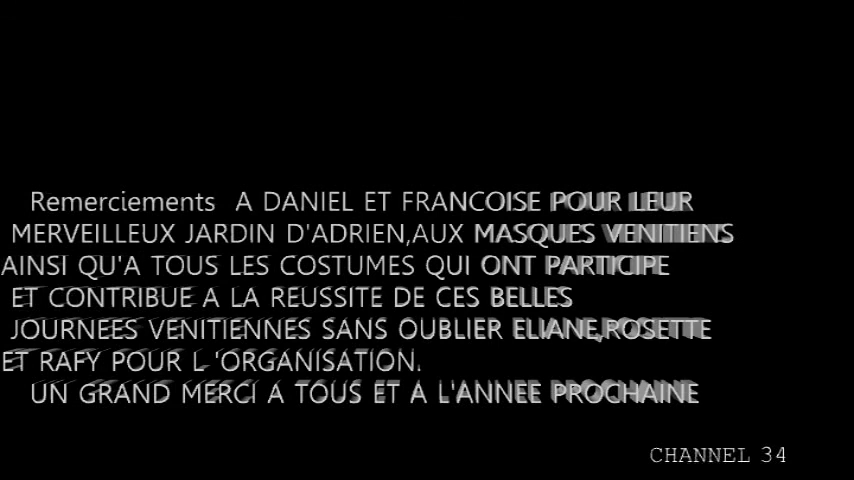 Remerciements A DANIEL ET FRANCOISE POUR LEUR
MERVEILLEUX JARDIN D'ADRIEN,AUX MASQUES VENITIENS
AINSI QU'A TOUS LES COSTUMES QUI ONT PARTICIPE
ET CONTRIBUE A LA REUSSITE DE CES BELLES
JOURNEES VENITIENNES SANS OUBLIER ELIANE,ROSETTE
ET RAFY POUR L 'ORGANISATION.
UN GRAND MERCI A TOUS ET A L'ANNEE PROCHAINE
CHANNEL 34